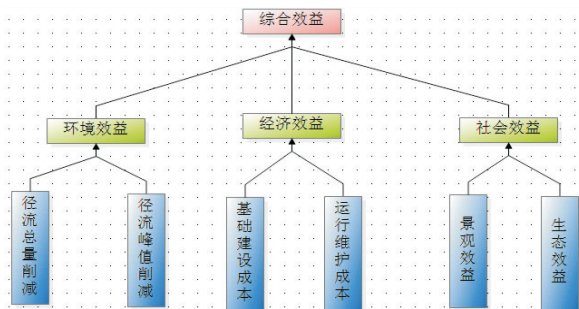 综合效益
环境效益
经济效益
社会效益
径流总量削减
径流峰值削减
基础建设成本
运行维护成本
景观效益
生态效益